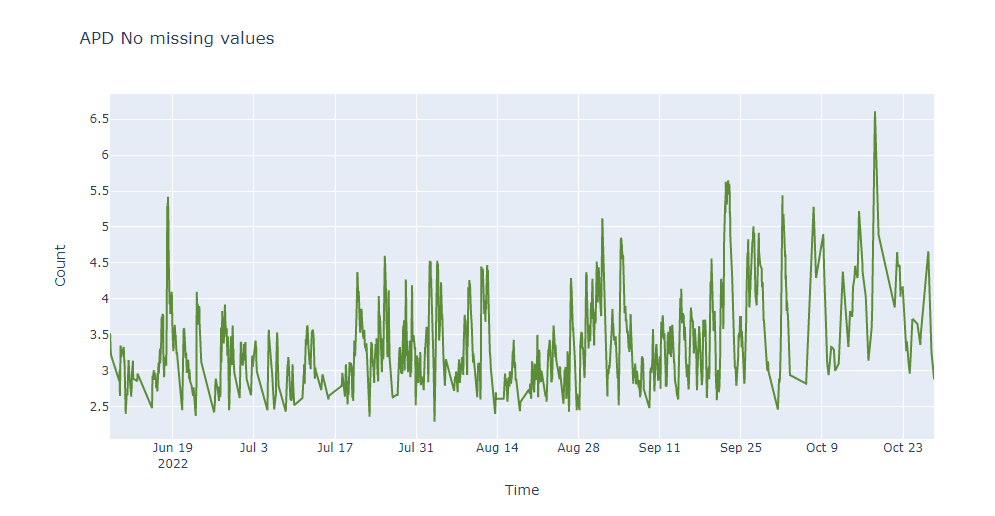 APD No missing values
Count
6.5
6
5.5
5
4.5
4
3.5
3
2.5
Jun 19
2022
Jul 3
Jul 17
Jul 31
Aug 14
Aug 28
Sep 11
Sep 25
Oct 9
Oct 23
Time